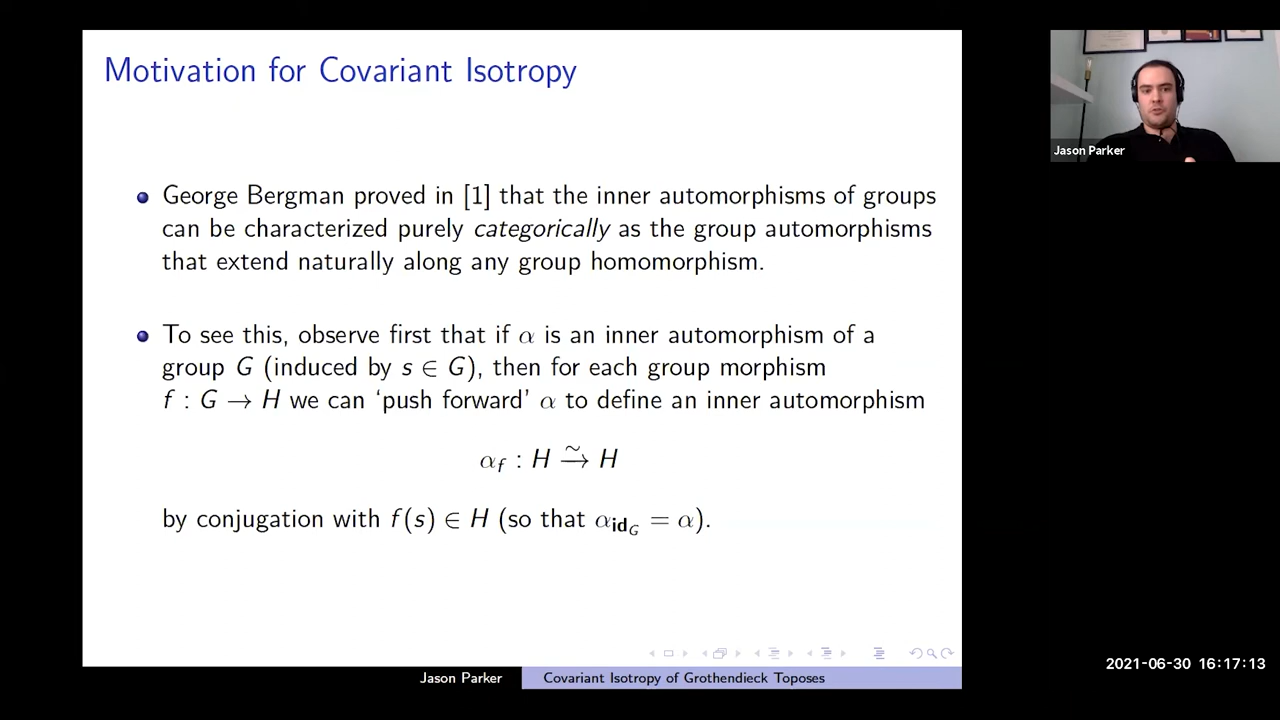 Motivation for Covariant Isotropy
George Bergman proved in [1] that the inner automorphisms of groups
can be characterized purely categorically as the group automorphisms
that extend naturally along any group homomorphism.
To see this, observe first that if α is an inner automorphism of a
group G (induced by s ∈ G), then for each group morphism
f : G → H we can ‘push forward’ α to define an inner automorphism
α_f : H ⥲ H
by conjugation with f(s) ∈ H (so that α_{id_G} = α).
Jason Parker
Covariant Isotropy of Grothendieck Toposes
Jason Parker
2021-06-30 16:17:13